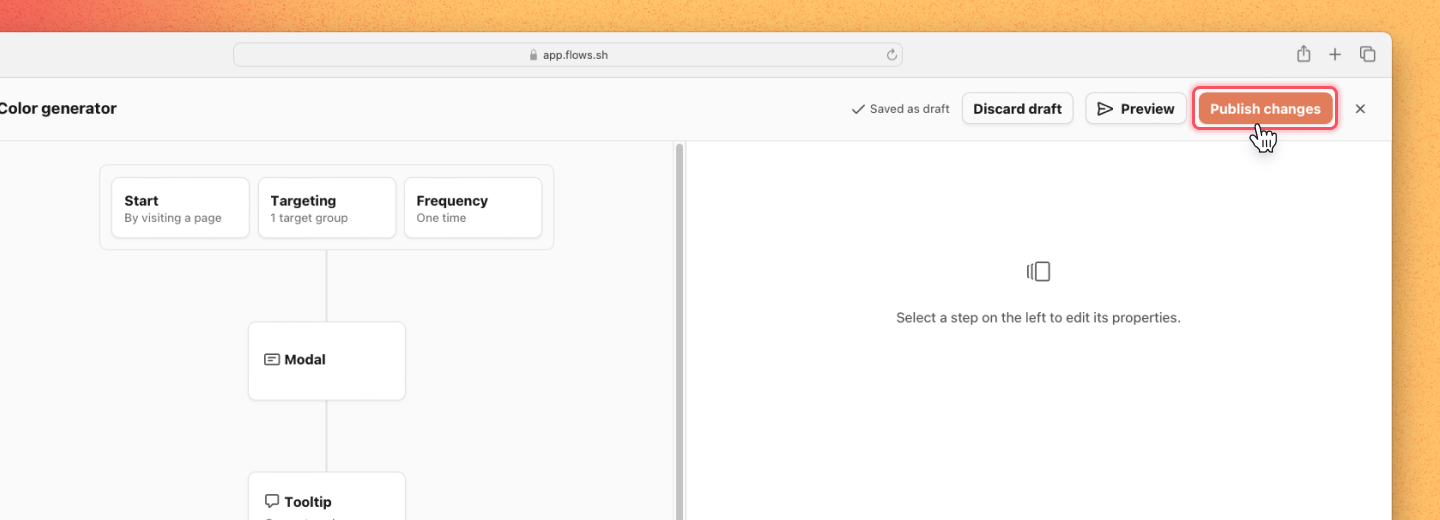 app.flows.sh
Color generator
Saved as draft
Discard draft
Preview
Publish changes
Start
By visiting a page
Targeting
1 target group
Frequency
One time
Select a step on the left to edit its properties.
Modal
Tooltip